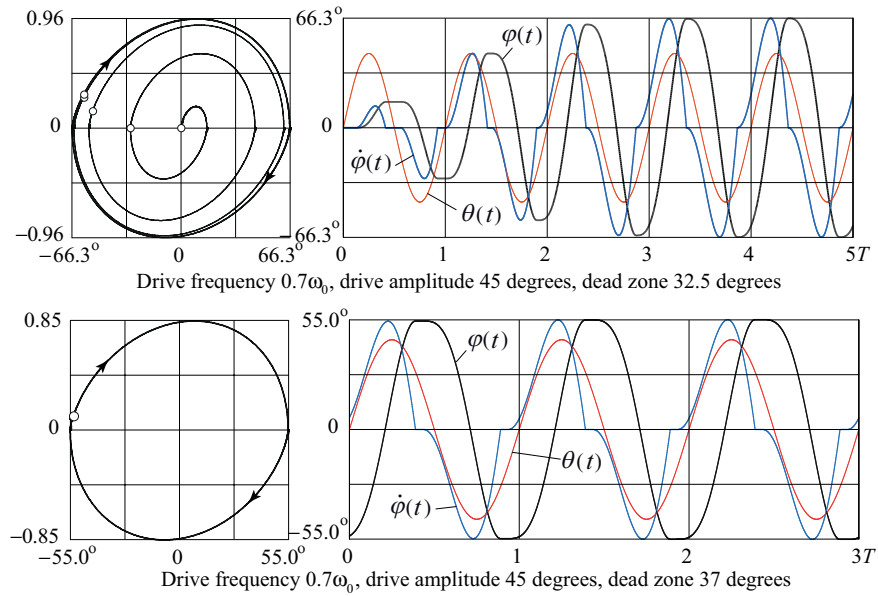 0.96
0
−0.96
−66.3°
0
66.3°
66.3°
0
−66.3°
φ(t)
φ̇(t)
θ(t)
0
1
2
3
4
5T
Drive frequency 0.7ω₀, drive amplitude 45 degrees, dead zone 32.5 degrees
0.85
0
−0.85
−55.0°
0
55.0°
55.0°
0
−55.0°
φ(t)
θ(t)
φ̇(t)
0
1
2
3T
Drive frequency 0.7ω₀, drive amplitude 45 degrees, dead zone 37 degrees